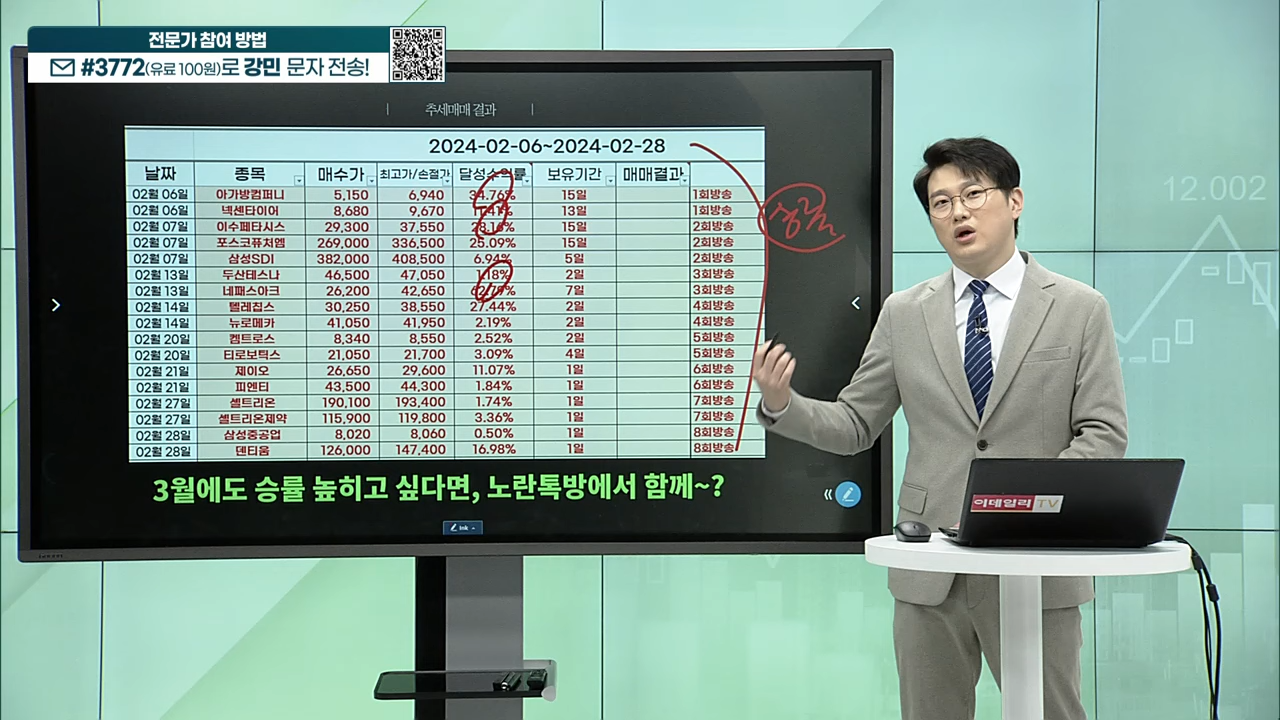 전문가 참여 방법
#3772(유료 100원)로 강민 문자 전송!
추세매매 결과
2024-02-06~2024-02-28
날짜 종목 매수가 최고가/손절가 달성수익률 보유기간 매매결과
02월 06일 아가방컴퍼니 5,150 6,940 34.76% 15일 1회방송
02월 06일 넥센타이어 8,680 9,670 13일 1회방송
02월 07일 이수페타시스 29,300 37,550 28.16% 15일 2회방송
02월 07일 포스코퓨처엠 269,000 336,500 25.09% 15일 2회방송
02월 07일 삼성SDI 382,000 408,500 6.94% 5일 2회방송
02월 13일 두산테스나 46,500 47,050 1.18% 2일 3회방송
02월 13일 네패스아크 26,200 42,650 7일 3회방송
02월 14일 텔레칩스 30,250 38,550 27.44% 2일 4회방송
02월 14일 뉴로메카 41,050 41,950 2.19% 2일 4회방송
02월 20일 켐트로스 8,340 8,550 2.52% 2일 5회방송
02월 20일 티로보틱스 21,050 21,700 3.09% 4일 5회방송
02월 21일 제이오 26,650 29,600 11.07% 1일 6회방송
02월 21일 피엔티 43,500 44,300 1.84% 1일 6회방송
02월 27일 셀트리온 190,100 193,400 1.74% 1일 7회방송
02월 27일 셀트리온제약 115,900 119,800 3.36% 1일 7회방송
02월 28일 삼성중공업 8,020 8,060 0.50% 1일 8회방송
02월 28일 덴티움 126,000 147,400 16.98% 1일 8회방송
3월에도 승률 높히고 싶다면, 노란톡방에서 함께~?
Ink
12.002
이데일리TV